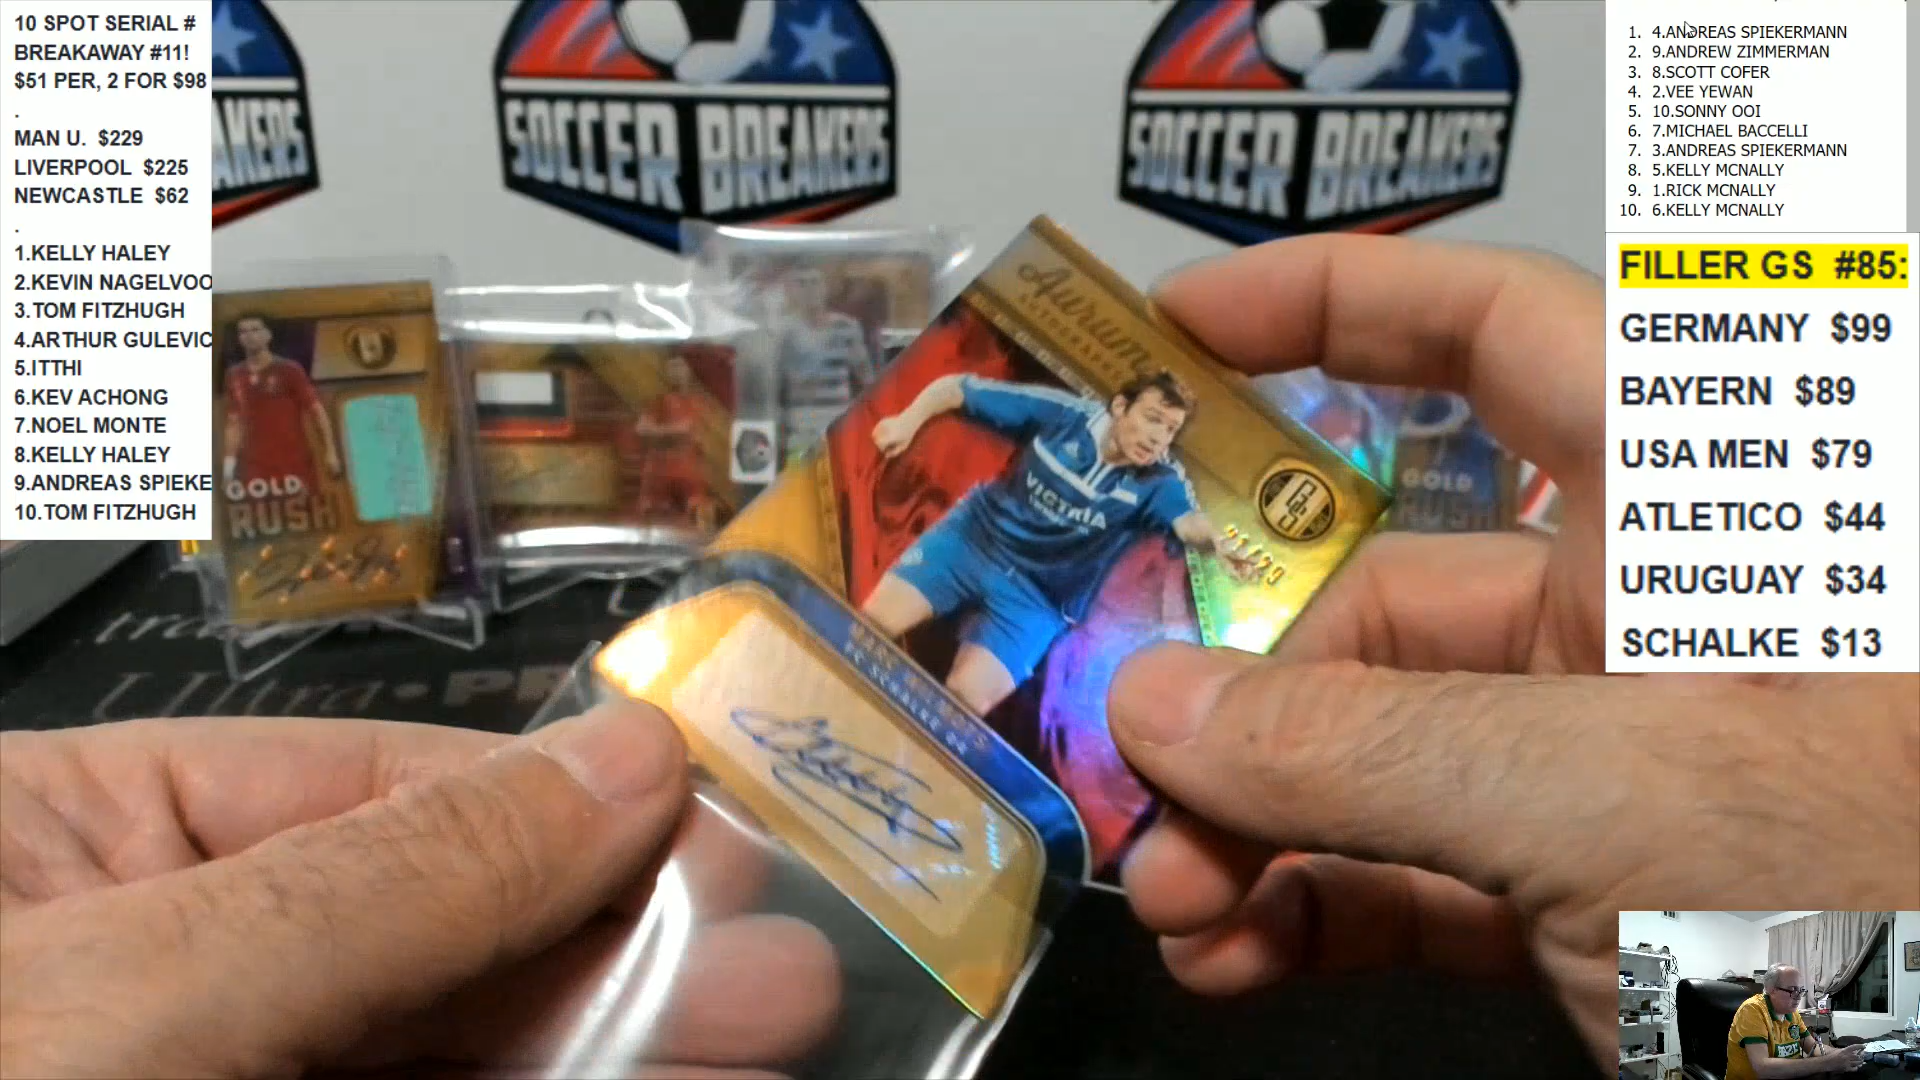 10 SPOT SERIAL #
BREAKAWAY #11!
$51 PER, 2 FOR $98
.
MAN U. $229
LIVERPOOL $225
NEWCASTLE $62
.
1.KELLY HALEY
2.KEVIN NAGELVOO
3.TOM FITZHUGH
4.ARTHUR GULEVIC
5.ITTHI
6.KEV ACHONG
7.NOEL MONTE
8.KELLY HALEY
9.ANDREAS SPIEKE
10.TOM FITZHUGH
AKERS
SOCCER BREAKERS
SOCCER BREAKERS
1. 4.ANDREAS SPIEKERMANN
2. 9.ANDREW ZIMMERMAN
3. 8.SCOTT COFER
4. 2.VEE YEWAN
5. 10.SONNY OOI
6. 7.MICHAEL BACCELLI
7. 3.ANDREAS SPIEKERMANN
8. 5.KELLY MCNALLY
9. 1.RICK MCNALLY
10. 6.KELLY MCNALLY
FILLER GS #85:
GERMANY $99
BAYERN $89
USA MEN $79
ATLETICO $44
URUGUAY $34
SCHALKE $13
Aurum
AUTOGRAPHS
VICTORIA
FC SCHALKE 04
GOLD
RUSH
GOLD
RUSH